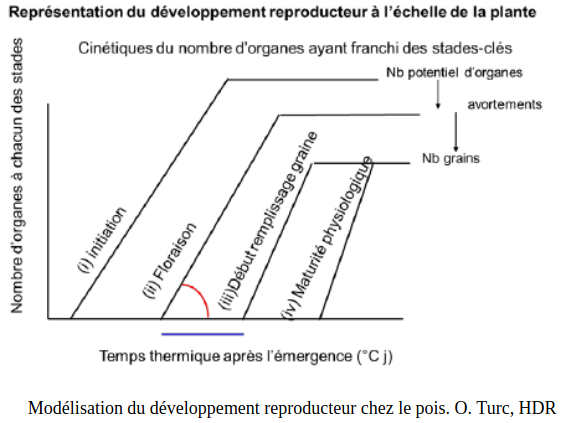 Représentation du développement reproducteur à l'échelle de la plante
Cinétiques du nombre d'organes ayant franchi des stades-clés
Nb potentiel d'organes
avortements
Nb grains
Nombre d'organes à chacun des stades
(i) initiation
(ii) Floraison
(iii)Début remplissage graine
(iv) Maturité physiologique
Temps thermique après l'émergence (°C j)
Modélisation du développement reproducteur chez le pois. O. Turc, HDR